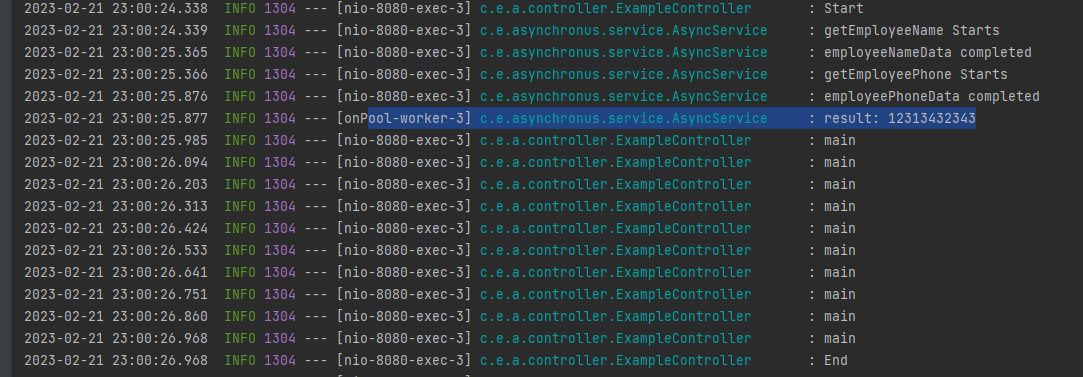 2023-02-21 23:00:24.338  INFO 1304 --- [nio-8080-exec-3] c.e.a.controller.ExampleController       : Start
2023-02-21 23:00:24.339  INFO 1304 --- [nio-8080-exec-3] c.e.asynchronus.service.AsyncService     : getEmployeeName Starts
2023-02-21 23:00:25.365  INFO 1304 --- [nio-8080-exec-3] c.e.asynchronus.service.AsyncService     : employeeNameData completed
2023-02-21 23:00:25.366  INFO 1304 --- [nio-8080-exec-3] c.e.asynchronus.service.AsyncService     : getEmployeePhone Starts
2023-02-21 23:00:25.876  INFO 1304 --- [nio-8080-exec-3] c.e.asynchronus.service.AsyncService     : employeePhoneData completed
2023-02-21 23:00:25.877  INFO 1304 --- [onPool-worker-3] c.e.asynchronus.service.AsyncService     : result: 12313432343
2023-02-21 23:00:25.985  INFO 1304 --- [nio-8080-exec-3] c.e.a.controller.ExampleController       : main
2023-02-21 23:00:26.094  INFO 1304 --- [nio-8080-exec-3] c.e.a.controller.ExampleController       : main
2023-02-21 23:00:26.203  INFO 1304 --- [nio-8080-exec-3] c.e.a.controller.ExampleController       : main
2023-02-21 23:00:26.313  INFO 1304 --- [nio-8080-exec-3] c.e.a.controller.ExampleController       : main
2023-02-21 23:00:26.424  INFO 1304 --- [nio-8080-exec-3] c.e.a.controller.ExampleController       : main
2023-02-21 23:00:26.533  INFO 1304 --- [nio-8080-exec-3] c.e.a.controller.ExampleController       : main
2023-02-21 23:00:26.641  INFO 1304 --- [nio-8080-exec-3] c.e.a.controller.ExampleController       : main
2023-02-21 23:00:26.751  INFO 1304 --- [nio-8080-exec-3] c.e.a.controller.ExampleController       : main
2023-02-21 23:00:26.860  INFO 1304 --- [nio-8080-exec-3] c.e.a.controller.ExampleController       : main
2023-02-21 23:00:26.968  INFO 1304 --- [nio-8080-exec-3] c.e.a.controller.ExampleController       : main
2023-02-21 23:00:26.968  INFO 1304 --- [nio-8080-exec-3] c.e.a.controller.ExampleController       : End